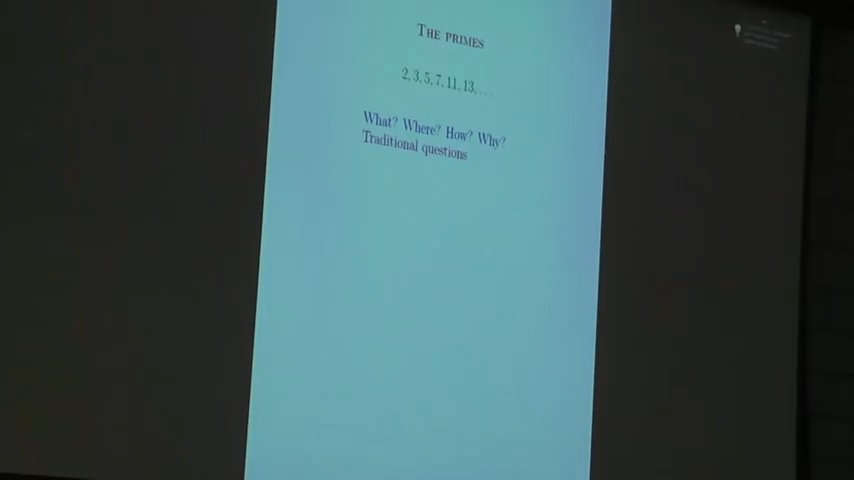 THE PRIMES
2, 3, 5, 7, 11, 13, . . .
What? Where? How? Why?
Traditional questions